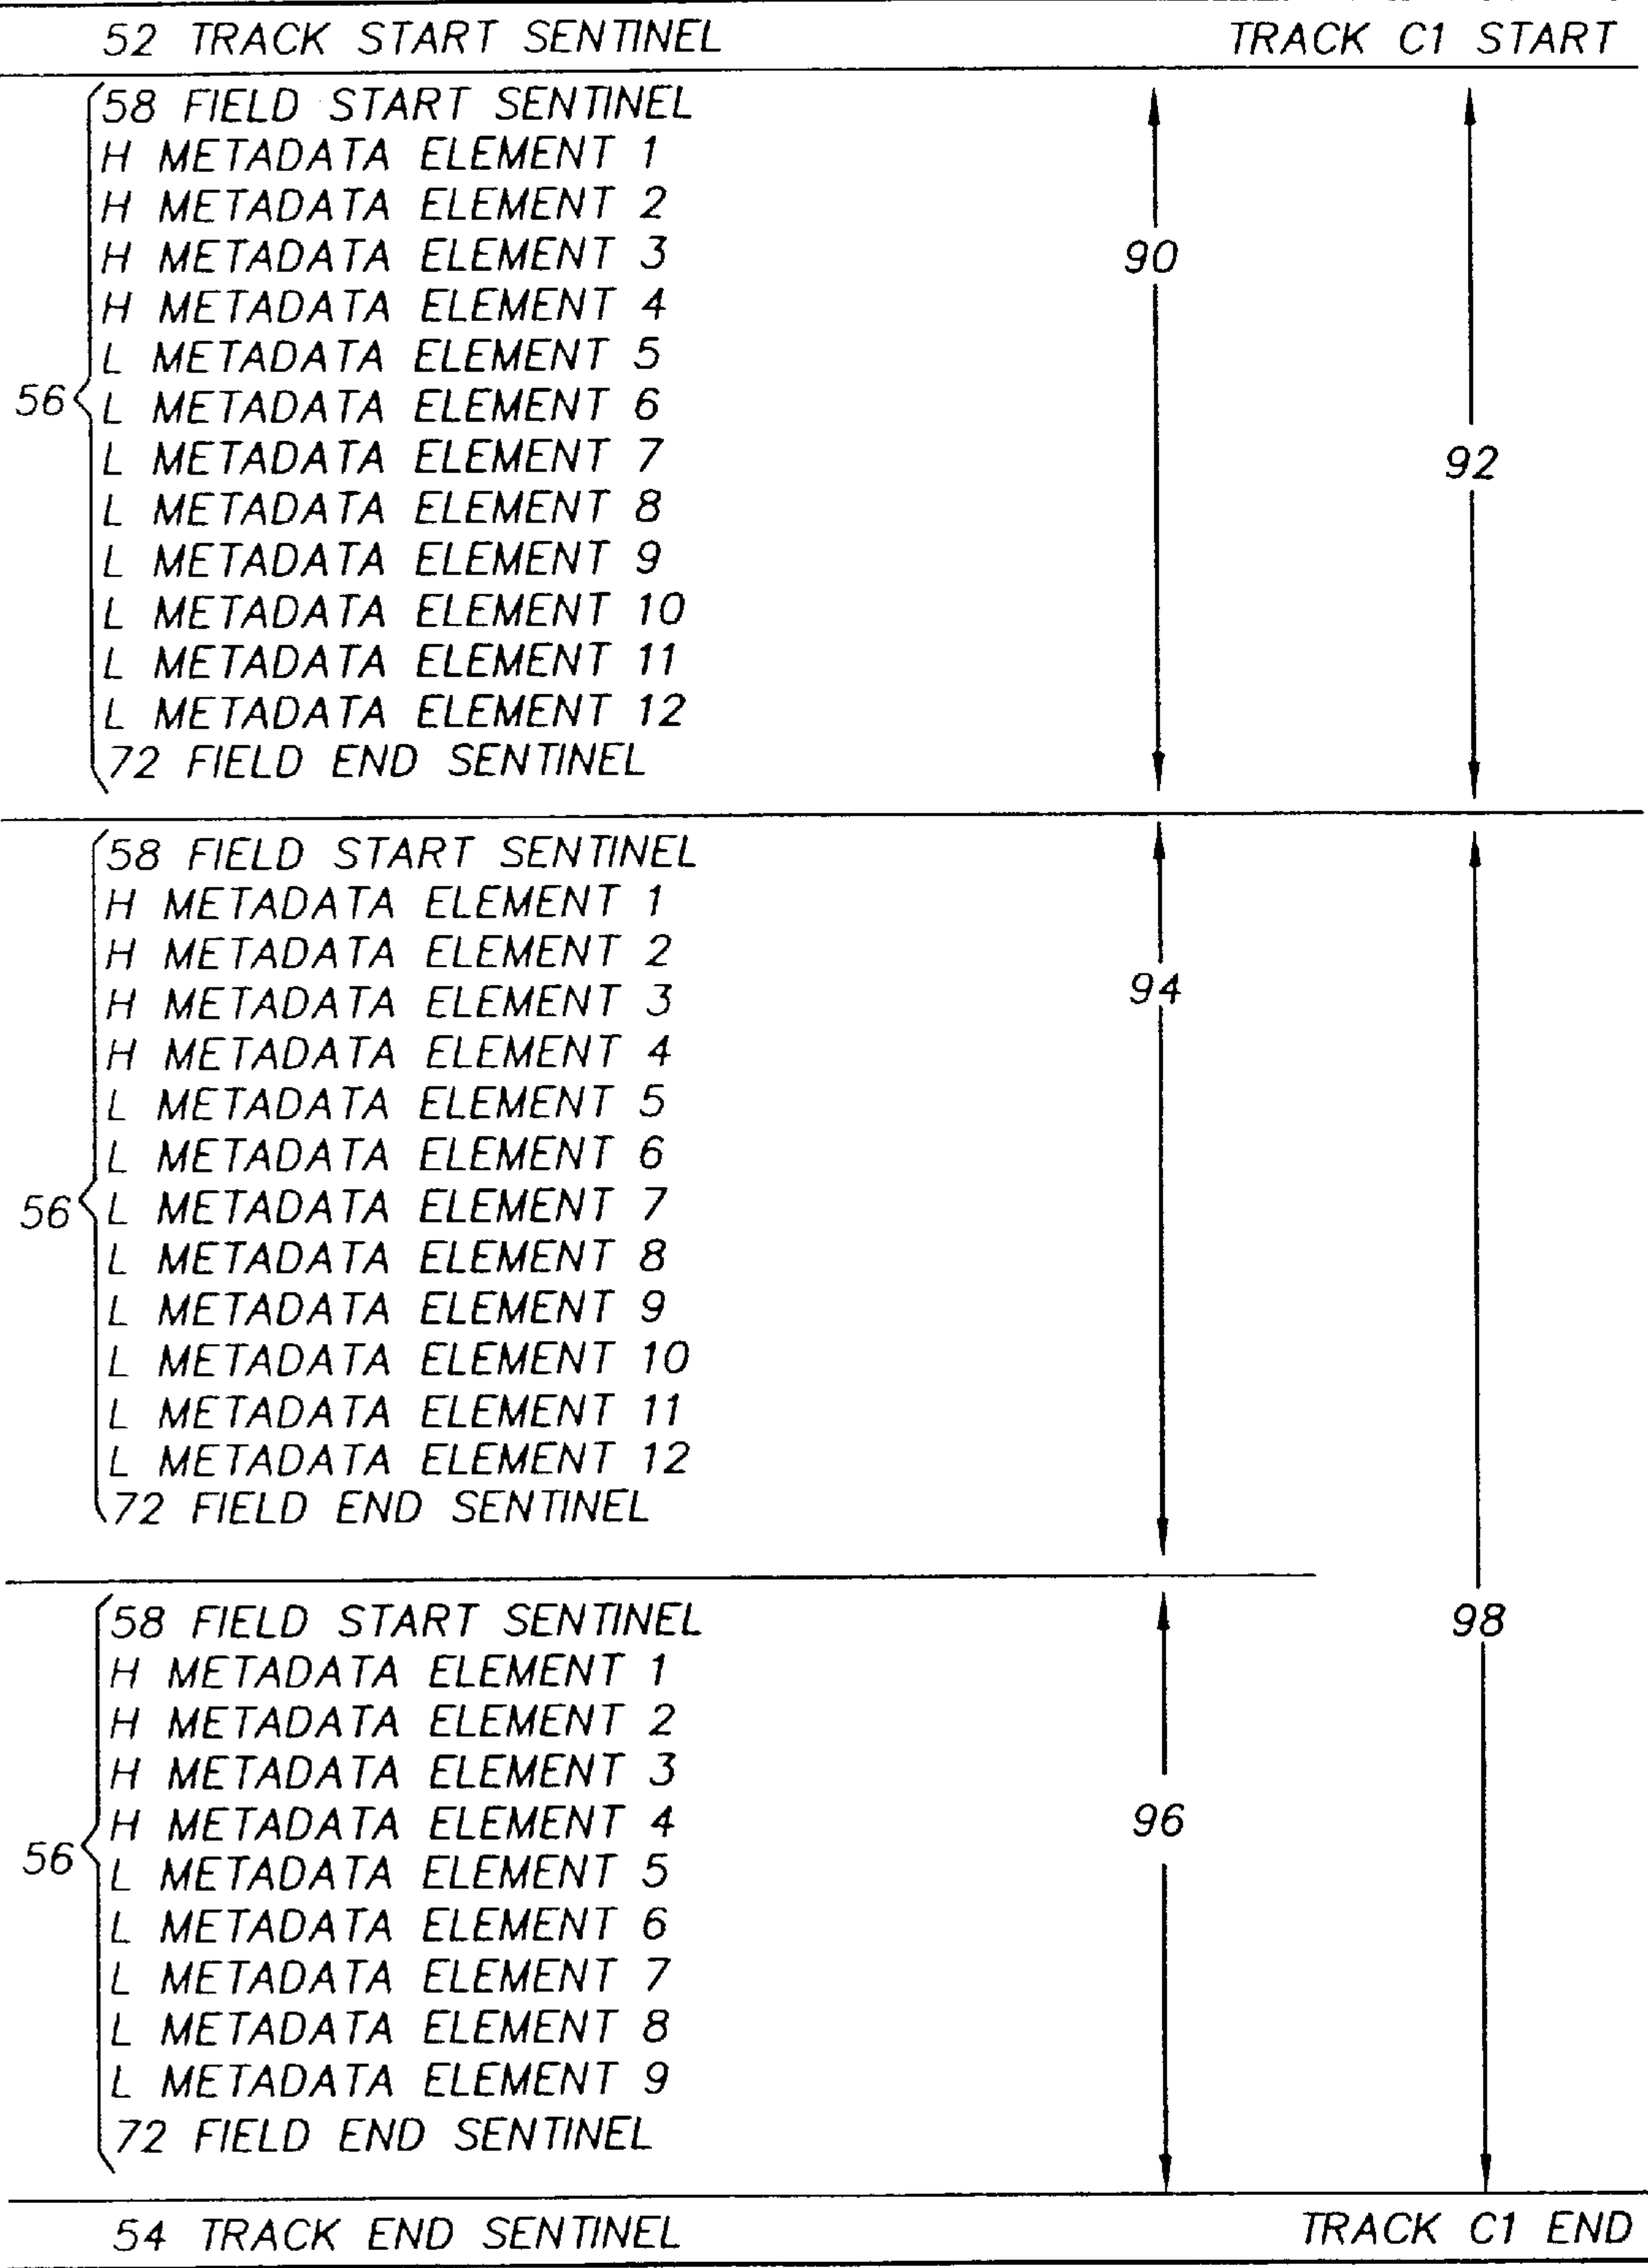 52 TRACK START SENTINEL TRACK C1 START
58 FIELD START SENTINEL
H METADATA ELEMENT 1
H METADATA ELEMENT 2
H METADATA ELEMENT 3
90
H METADATA ELEMENT 4
L METADATA ELEMENT 5
56 L METADATA ELEMENT 6
L METADATA ELEMENT 7
92
L METADATA ELEMENT 8
L METADATA ELEMENT 9
L METADATA ELEMENT 10
L METADATA ELEMENT 11
L METADATA ELEMENT 12
72 FIELD END SENTINEL
58 FIELD START SENTINEL
H METADATA ELEMENT 1
H METADATA ELEMENT 2
H METADATA ELEMENT 3
94
H METADATA ELEMENT 4
L METADATA ELEMENT 5
L METADATA ELEMENT 6
56 L METADATA ELEMENT 7
L METADATA ELEMENT 8
L METADATA ELEMENT 9
L METADATA ELEMENT 10
L METADATA ELEMENT 11
L METADATA ELEMENT 12
72 FIELD END SENTINEL
58 FIELD START SENTINEL
98
H METADATA ELEMENT 1
H METADATA ELEMENT 2
H METADATA ELEMENT 3
H METADATA ELEMENT 4
96
56 L METADATA ELEMENT 5
L METADATA ELEMENT 6
L METADATA ELEMENT 7
L METADATA ELEMENT 8
L METADATA ELEMENT 9
72 FIELD END SENTINEL
54 TRACK END SENTINEL TRACK C1 END